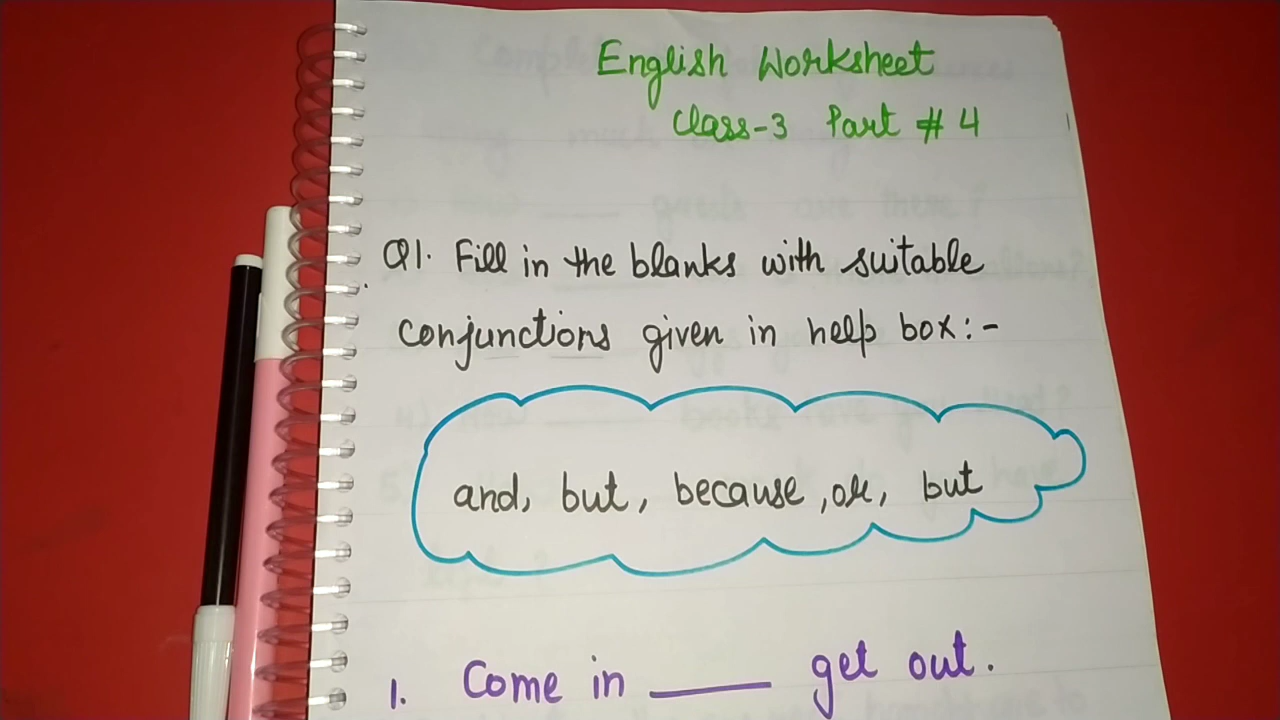 English Worksheet
Class-3 Part # 4
Q1. Fill in the blanks with suitable
conjunctions given in help box:-
and, but, because, or, but
1. Come in ____ get out.